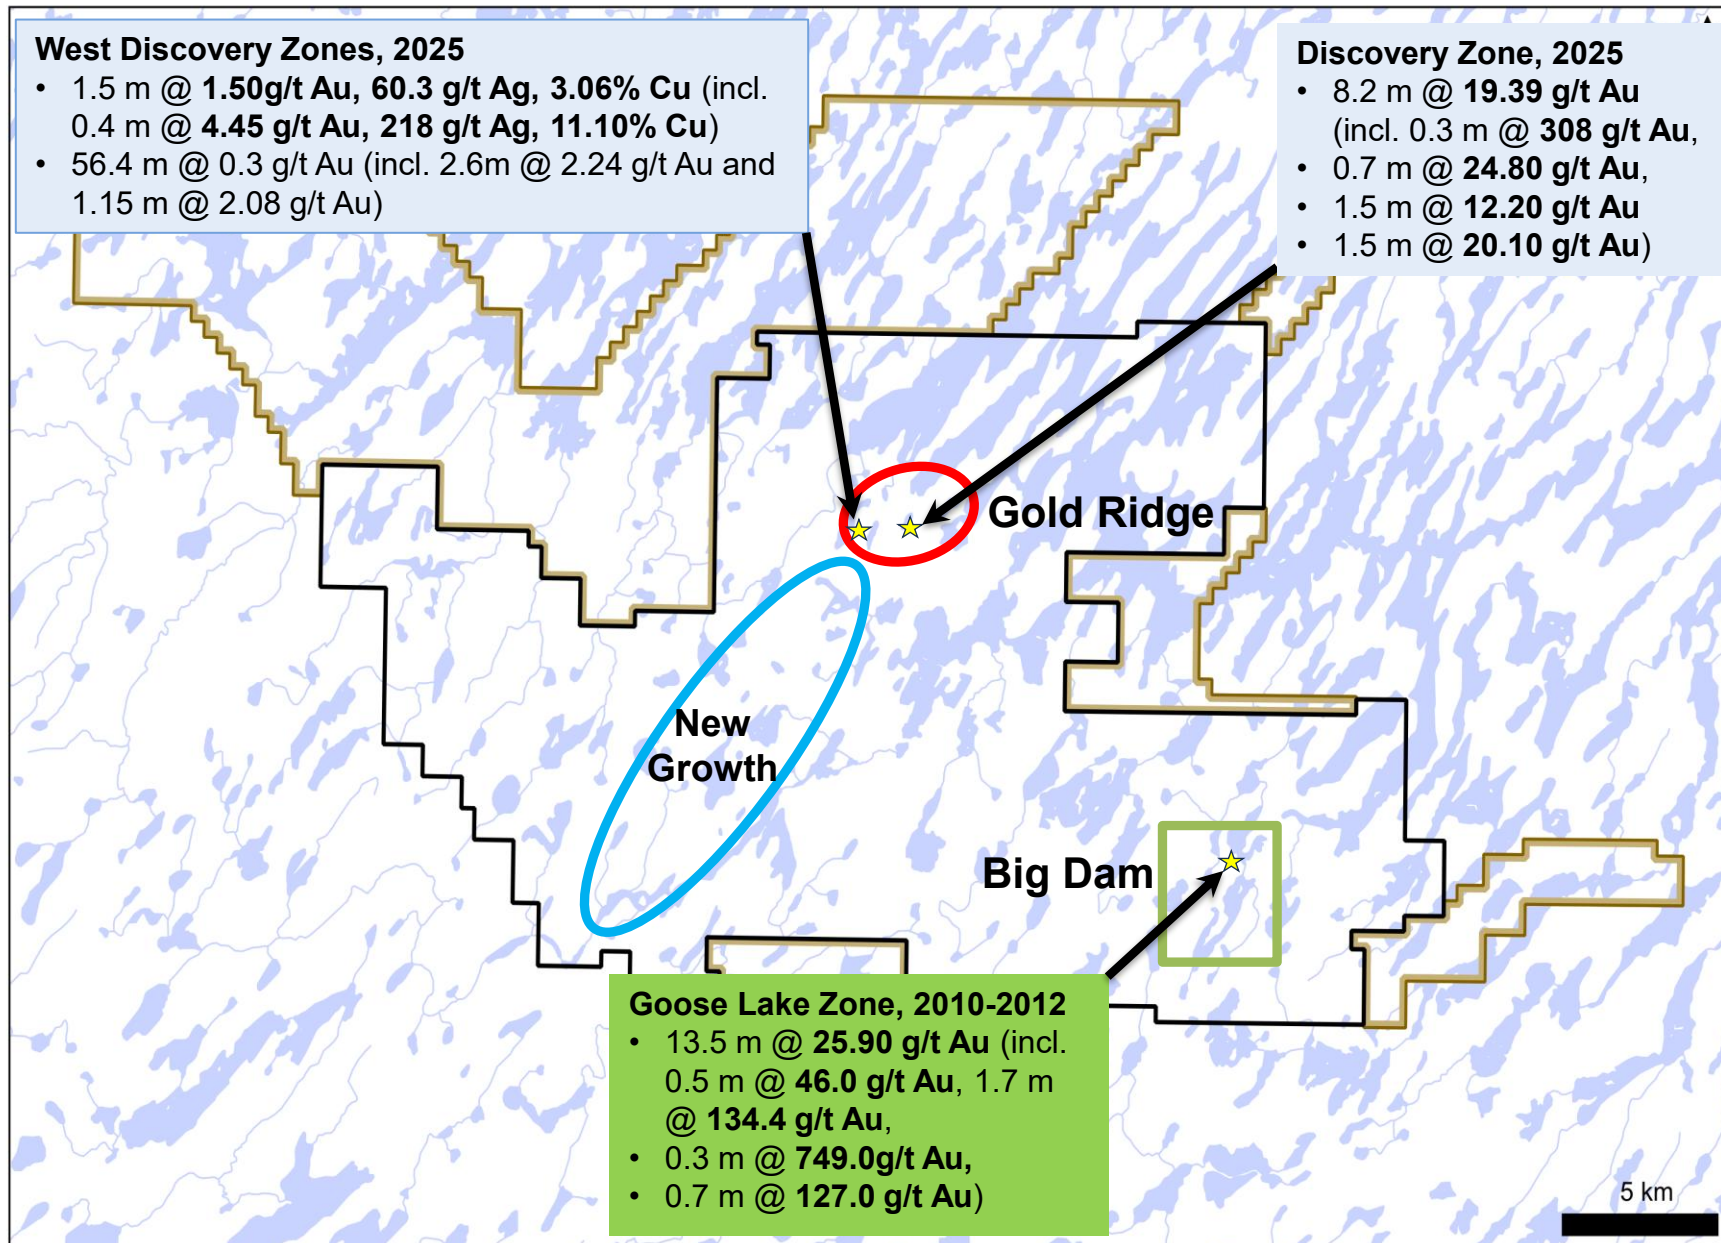 West Discovery Zones, 2025
• 1.5 m @ 1.50g/t Au, 60.3 g/t Ag, 3.06% Cu (incl.
0.4 m @ 4.45 g/t Au, 218 g/t Ag, 11.10% Cu)
• 56.4 m @ 0.3 g/t Au (incl. 2.6m @ 2.24 g/t Au and
1.15 m @ 2.08 g/t Au)
Discovery Zone, 2025
• 8.2 m @ 19.39 g/t Au
(incl. 0.3 m @ 308 g/t Au,
• 0.7 m @ 24.80 g/t Au,
• 1.5 m @ 12.20 g/t Au
• 1.5 m @ 20.10 g/t Au)
Gold Ridge
New
Growth
Big Dam
Goose Lake Zone, 2010-2012
• 13.5 m @ 25.90 g/t Au (incl.
0.5 m @ 46.0 g/t Au, 1.7 m
@ 134.4 g/t Au,
• 0.3 m @ 749.0g/t Au,
• 0.7 m @ 127.0 g/t Au)
5 km